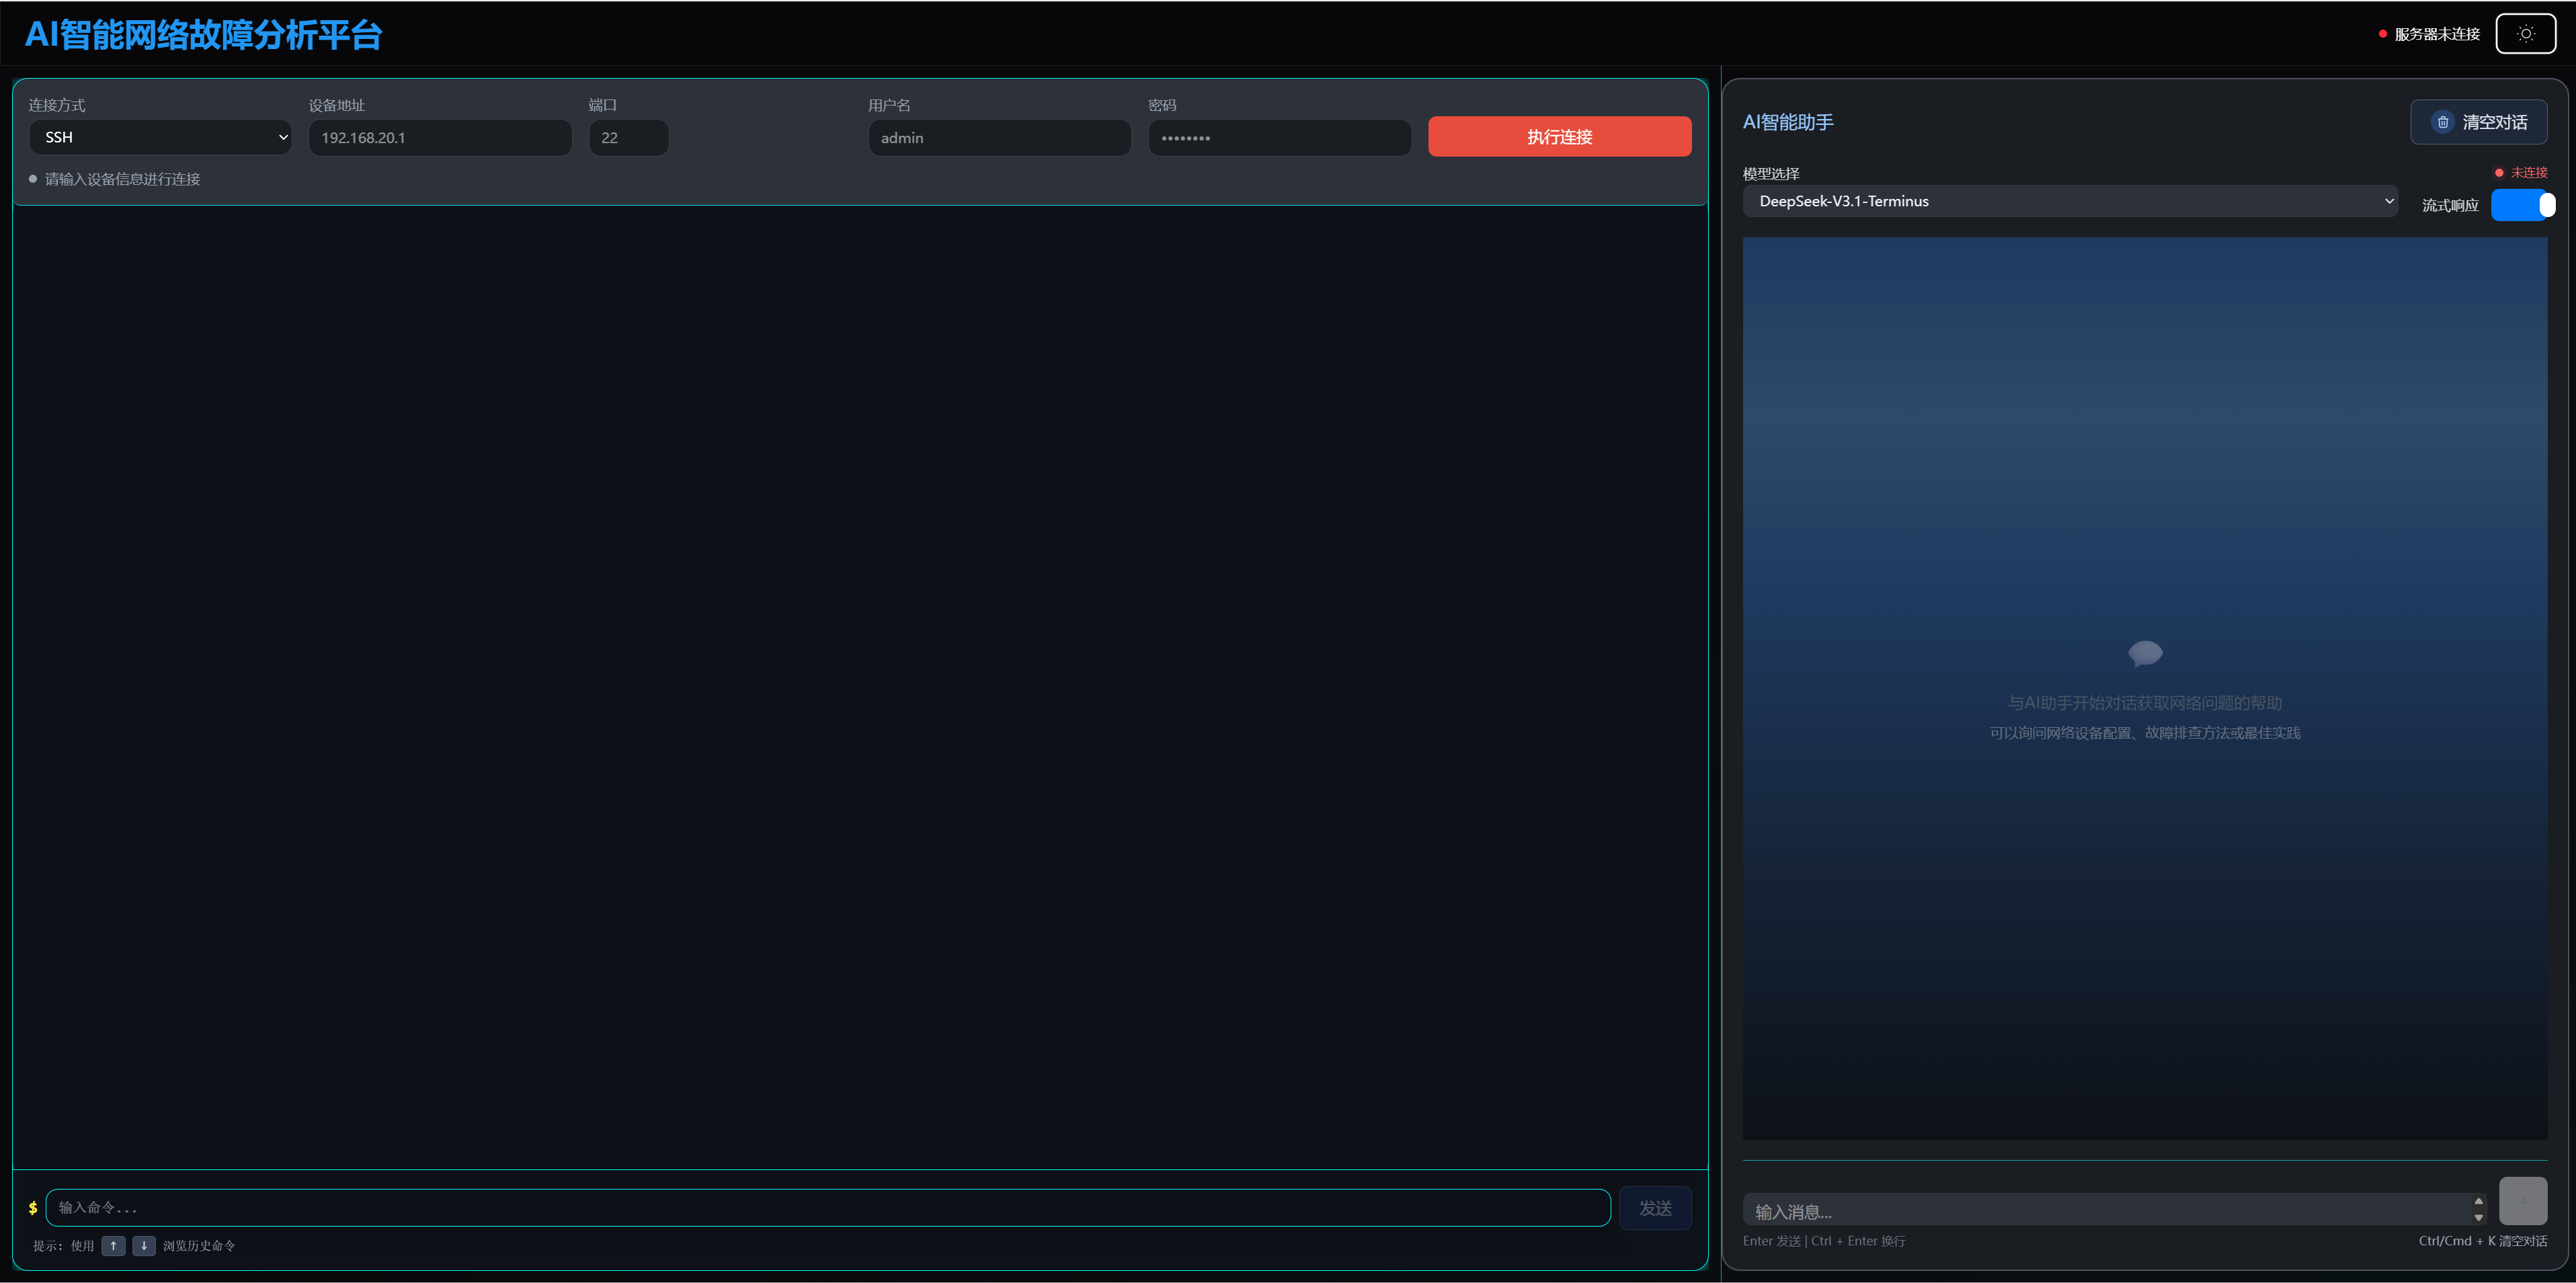 AI智能网络故障分析平台
服务器未连接
连接方式
设备地址
端口
用户名
密码
SSH
192.168.20.1
22
admin
••••••••
执行连接
请输入设备信息进行连接
$
输入命令...
发送
提示: 使用 ↑ ↓ 浏览历史命令
AI智能助手
清空对话
模型选择
未连接
DeepSeek-V3.1-Terminus
流式响应
与AI助手开始对话获取网络问题的帮助
可以询问网络设备配置、故障排查方法或最佳实践
输入消息...
Enter 发送 | Ctrl + Enter 换行
Ctrl/Cmd + K 清空对话